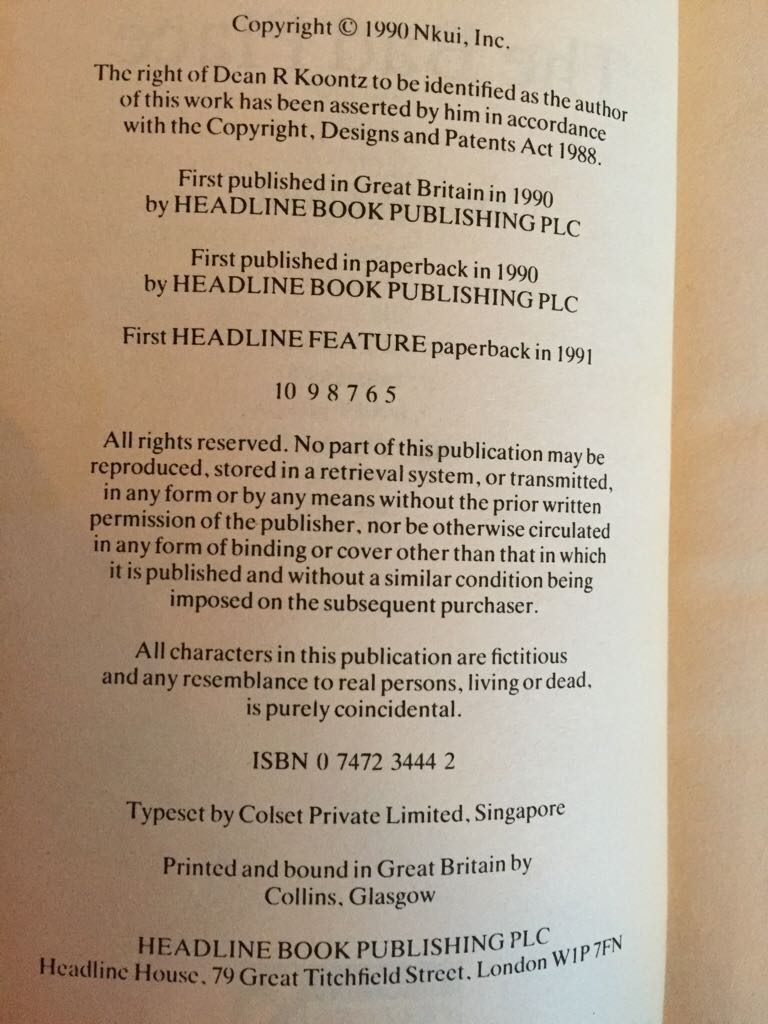 Copyright © 1990 Nkui, Inc.
The right of Dean R Koontz to be identified as the author
of this work has been asserted by him in accordance
with the Copyright, Designs and Patents Act 1988.
First published in Great Britain in 1990
by HEADLINE BOOK PUBLISHING PLC
First published in paperback in 1990
by HEADLINE BOOK PUBLISHING PLC
First HEADLINE FEATURE paperback in 1991
10 9 8 7 6 5
All rights reserved. No part of this publication may be
reproduced, stored in a retrieval system, or transmitted,
in any form or by any means without the prior written
permission of the publisher, nor be otherwise circulated
in any form of binding or cover other than that in which
it is published and without a similar condition being
imposed on the subsequent purchaser.
All characters in this publication are fictitious
and any resemblance to real persons, living or dead,
is purely coincidental.
ISBN 0 7472 3444 2
Typeset by Colset Private Limited, Singapore
Printed and bound in Great Britain by
Collins, Glasgow
HEADLINE BOOK PUBLISHING PLC
Headline House, 79 Great Titchfield Street, London W1P 7FN